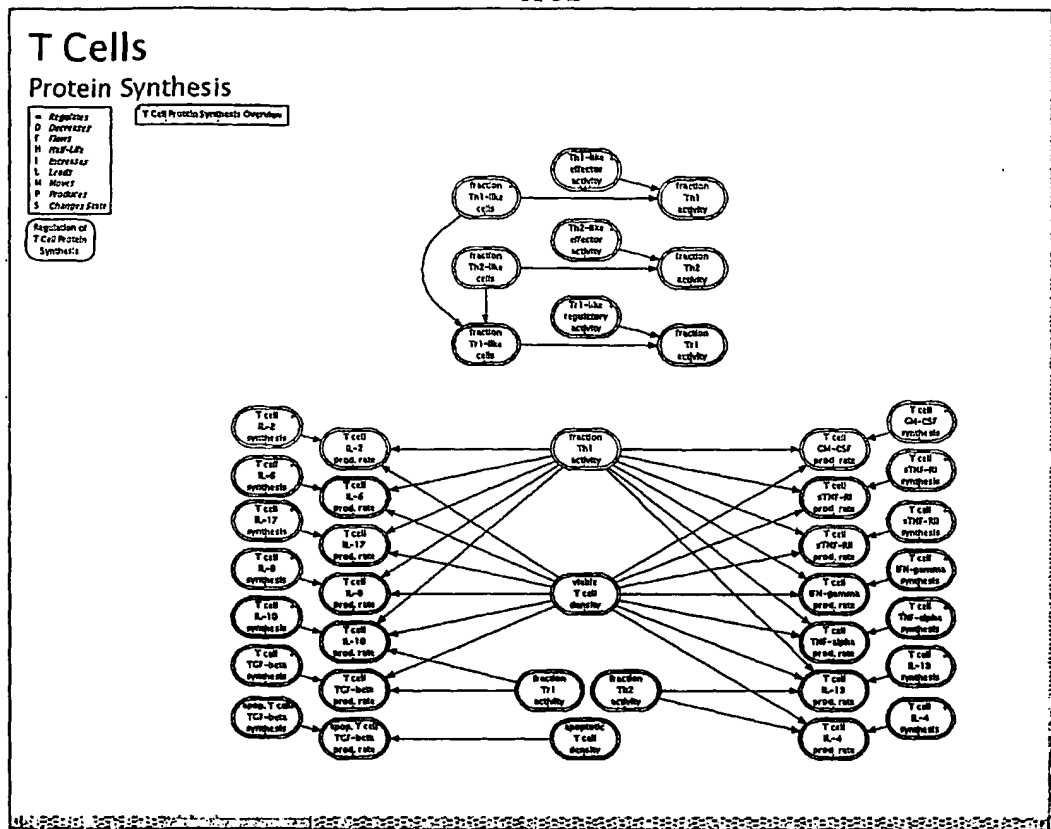 T Cells
Protein Synthesis
= Regulates
D Decreases
F Flows
H Half-Life
I Increases
L Leads
M Moves
P Produces
S Changes State
T Cell Protein Synthesis Overview
Regulation of
T Cell Protein
Synthesis
Th1-like
effector
activity
fraction
Th1-like
cells
fraction
Th1
activity
Th2-like
effector
activity
fraction
Th2-like
cells
fraction
Th2
activity
Tr1-like
regulatory
activity
fraction
Tr1-like
cells
fraction
Tr1
activity
T cell
IL-2
synthesis
T cell
IL-2
prod. rate
fraction
Th1
activity
T cell
GM-CSF
prod. rate
T cell
GM-CSF
synthesis
T cell
IL-6
synthesis
T cell
IL-6
prod. rate
T cell
sTNF-RI
prod. rate
T cell
sTNF-RI
synthesis
T cell
IL-17
synthesis
T cell
IL-17
prod. rate
T cell
sTNF-RII
prod. rate
T cell
sTNF-RII
synthesis
T cell
IL-8
synthesis
T cell
IL-8
prod. rate
viable
T cell
density
T cell
IFN-gamma
prod. rate
T cell
IFN-gamma
synthesis
T cell
IL-10
synthesis
T cell
IL-10
prod. rate
T cell
TNF-alpha
prod. rate
T cell
TNF-alpha
synthesis
T cell
TGF-beta
synthesis
T cell
TGF-beta
prod. rate
fraction
Tr1
activity
fraction
Th2
activity
T cell
IL-13
prod. rate
T cell
IL-13
synthesis
apop. T cell
TGF-beta
synthesis
apop. T cell
TGF-beta
prod. rate
apoptotic
T cell
density
T cell
IL-4
prod. rate
T cell
IL-4
synthesis